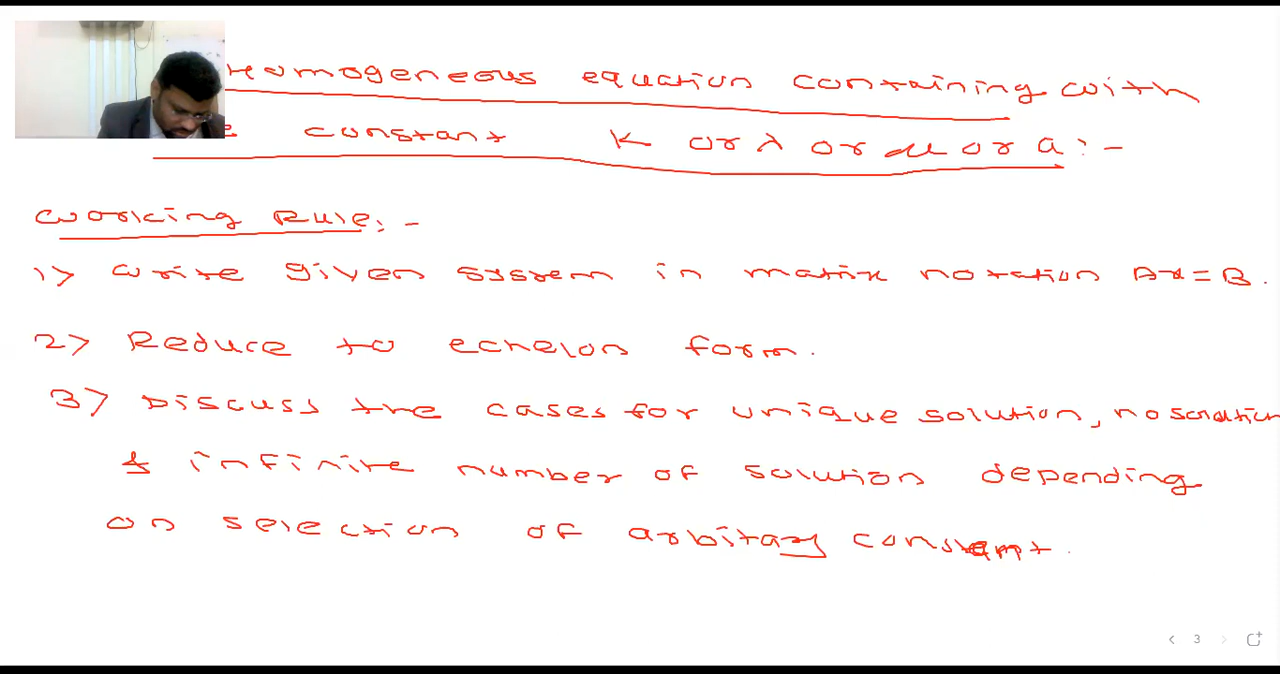 Homogeneous equation containing with
constant K or λ or μ or a :-
Working Rule :-
1> write given system in matrix notation Ax = B.
2> Reduce to echelon form.
3> Discuss the cases for unique solution, no solution
& infinite number of solution depending
on selection of arbitary constant.
3